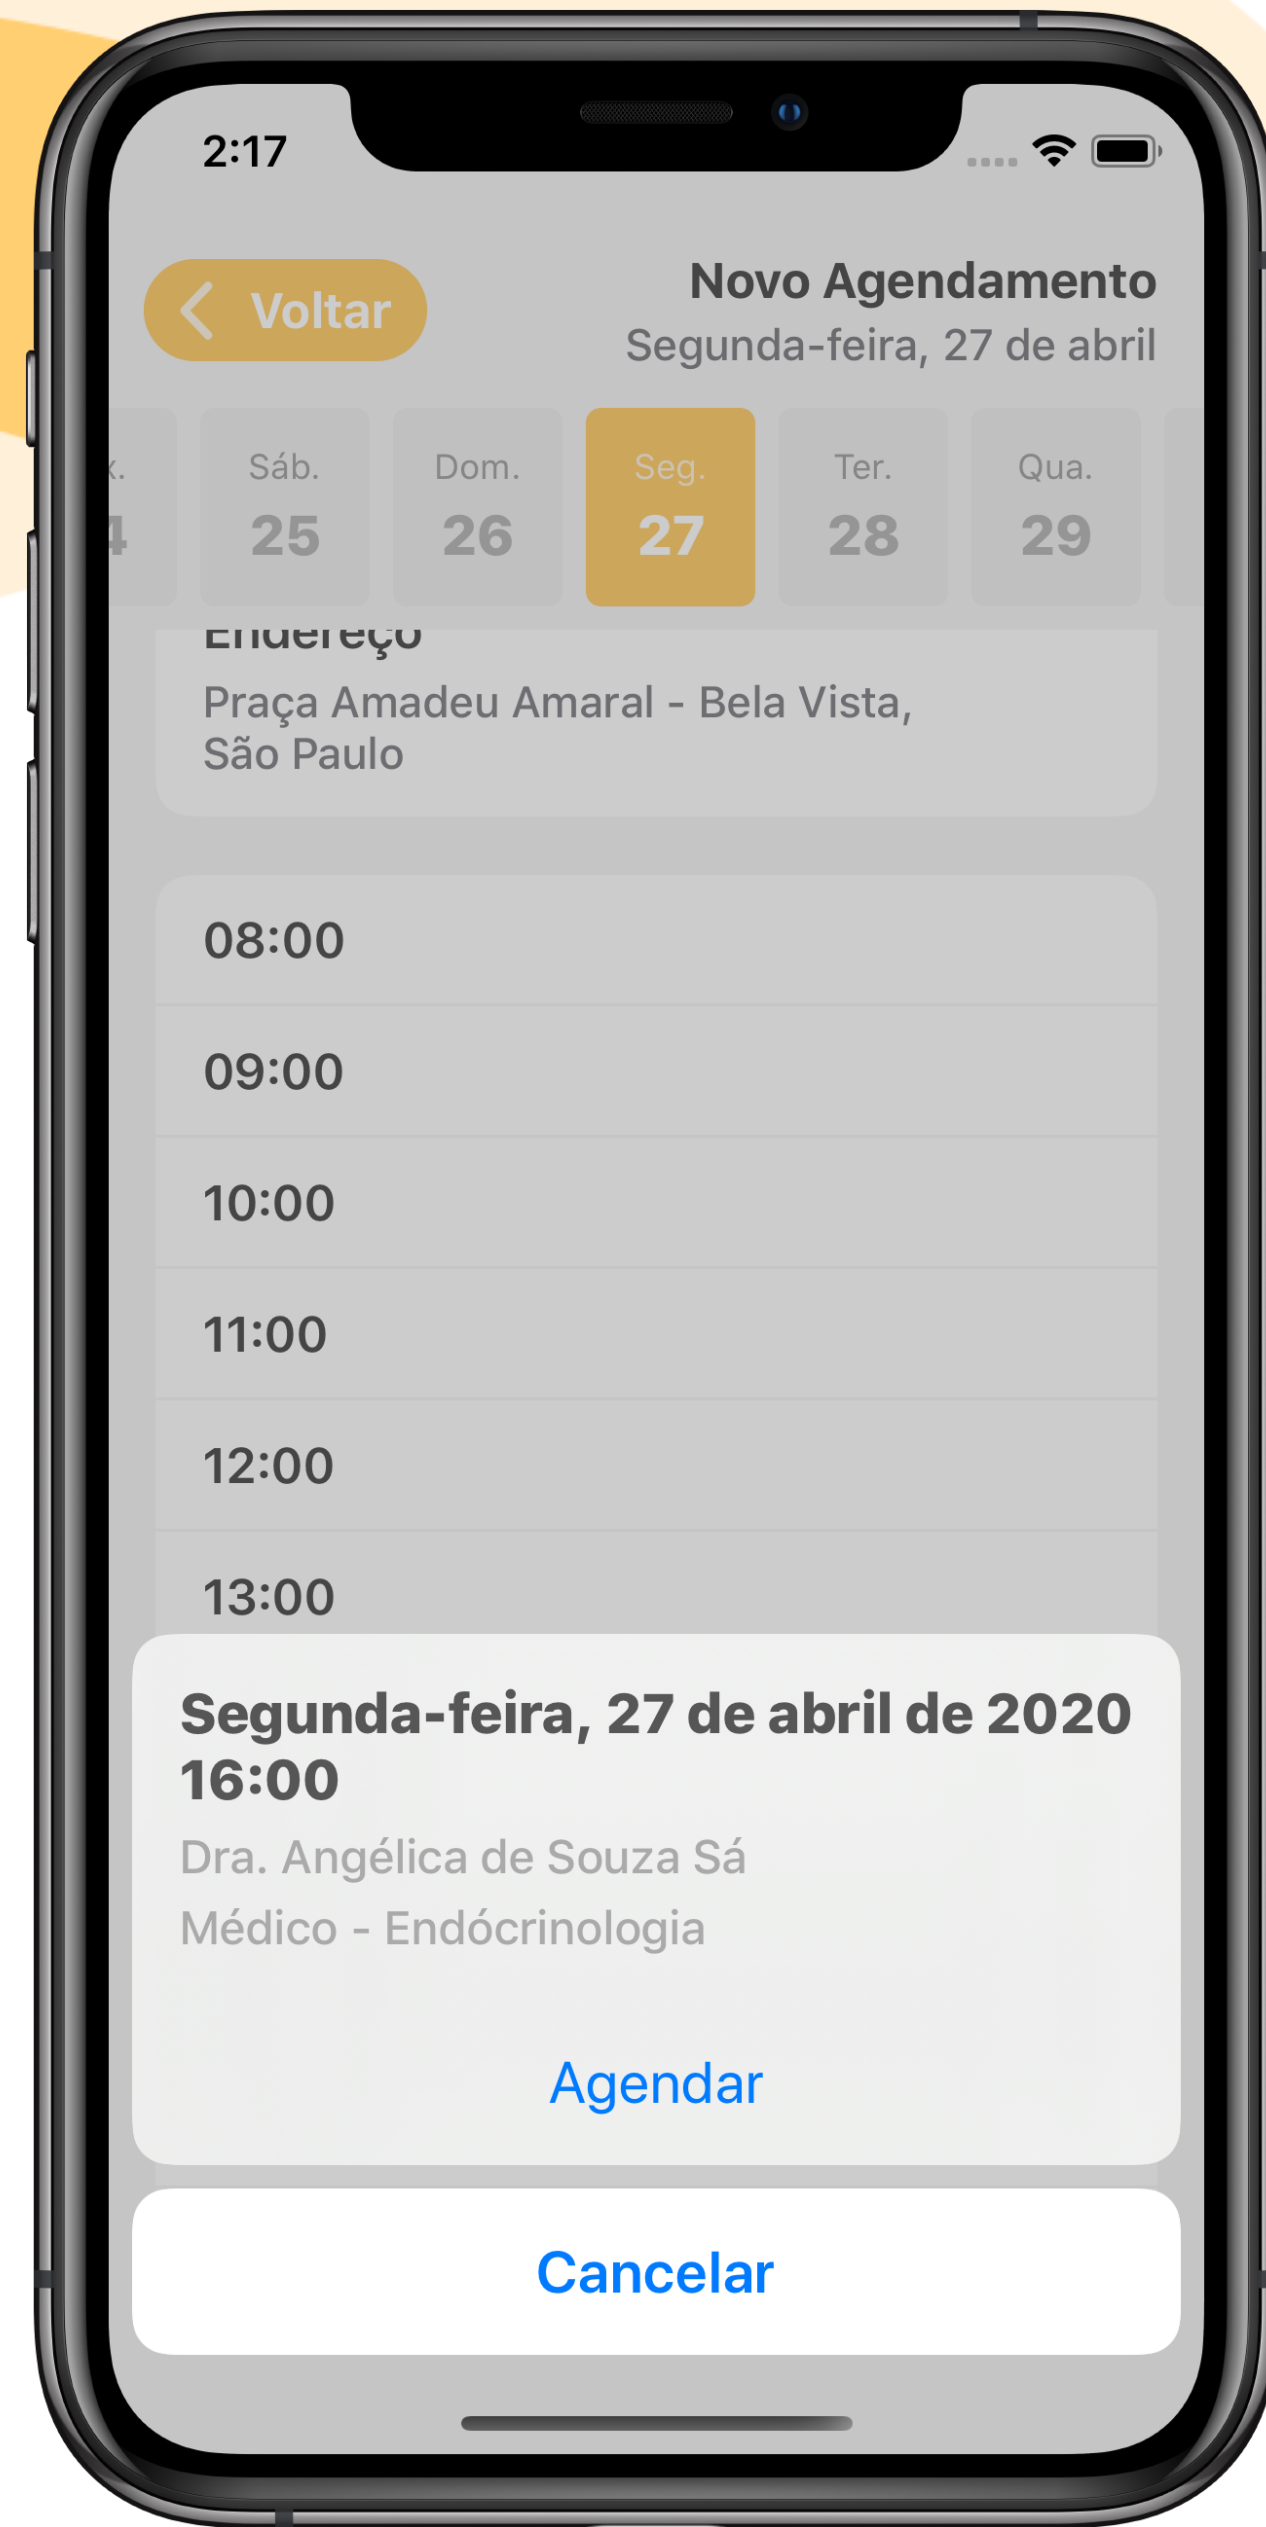 2:17
Voltar
Novo Agendamento
Segunda-feira, 27 de abril
Sáb.
25
Dom.
26
Seg.
27
Ter.
28
Qua.
29
Endereço
Praça Amadeu Amaral - Bela Vista,
São Paulo
08:00
09:00
10:00
11:00
12:00
13:00
Segunda-feira, 27 de abril de 2020
16:00
Dra. Angélica de Souza Sá
Médico - Endócrinologia
Agendar
Cancelar